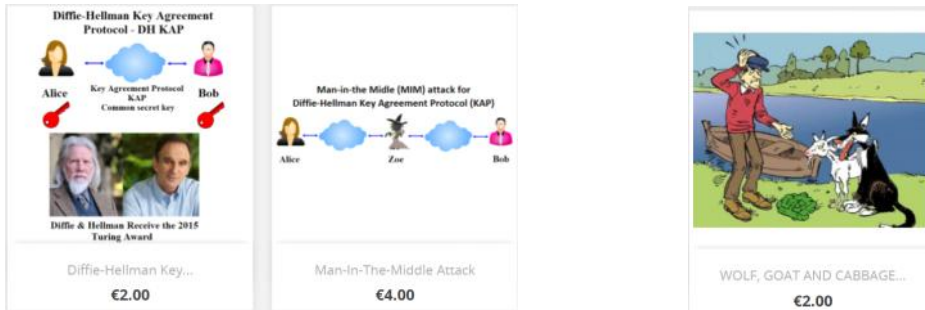 Diffie-Hellman Key Agreement
Protocol - DH KAP
Alice
Key Agreement Protocol
KAP
Common secret key
Bob
Diffie & Hellman Receive the 2015
Turing Award
Diffie-Hellman Key...
€2.00
Man-in-the Midle (MIM) attack for
Diffie-Hellman Key Agreement Protocol (KAP)
Alice
Zoe
Bob
Man-In-The-Middle Attack
€4.00
WOLF, GOAT AND CABBAGE...
€2.00